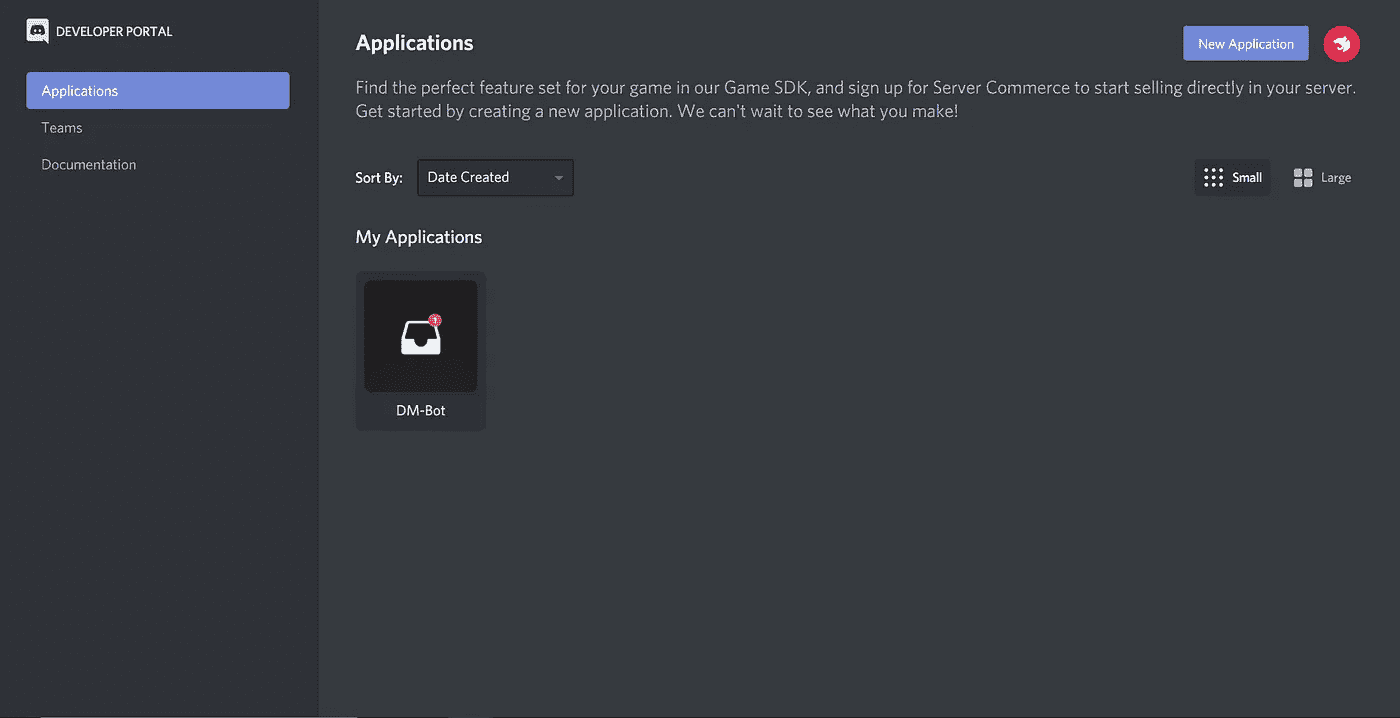 DEVELOPER PORTAL
Applications
Teams
Documentation
Applications
New Application
Find the perfect feature set for your game in our Game SDK, and sign up for Server Commerce to start selling directly in your server.
Get started by creating a new application. We can't wait to see what you make!
Sort By: Date Created
Small Large
My Applications
DM-Bot